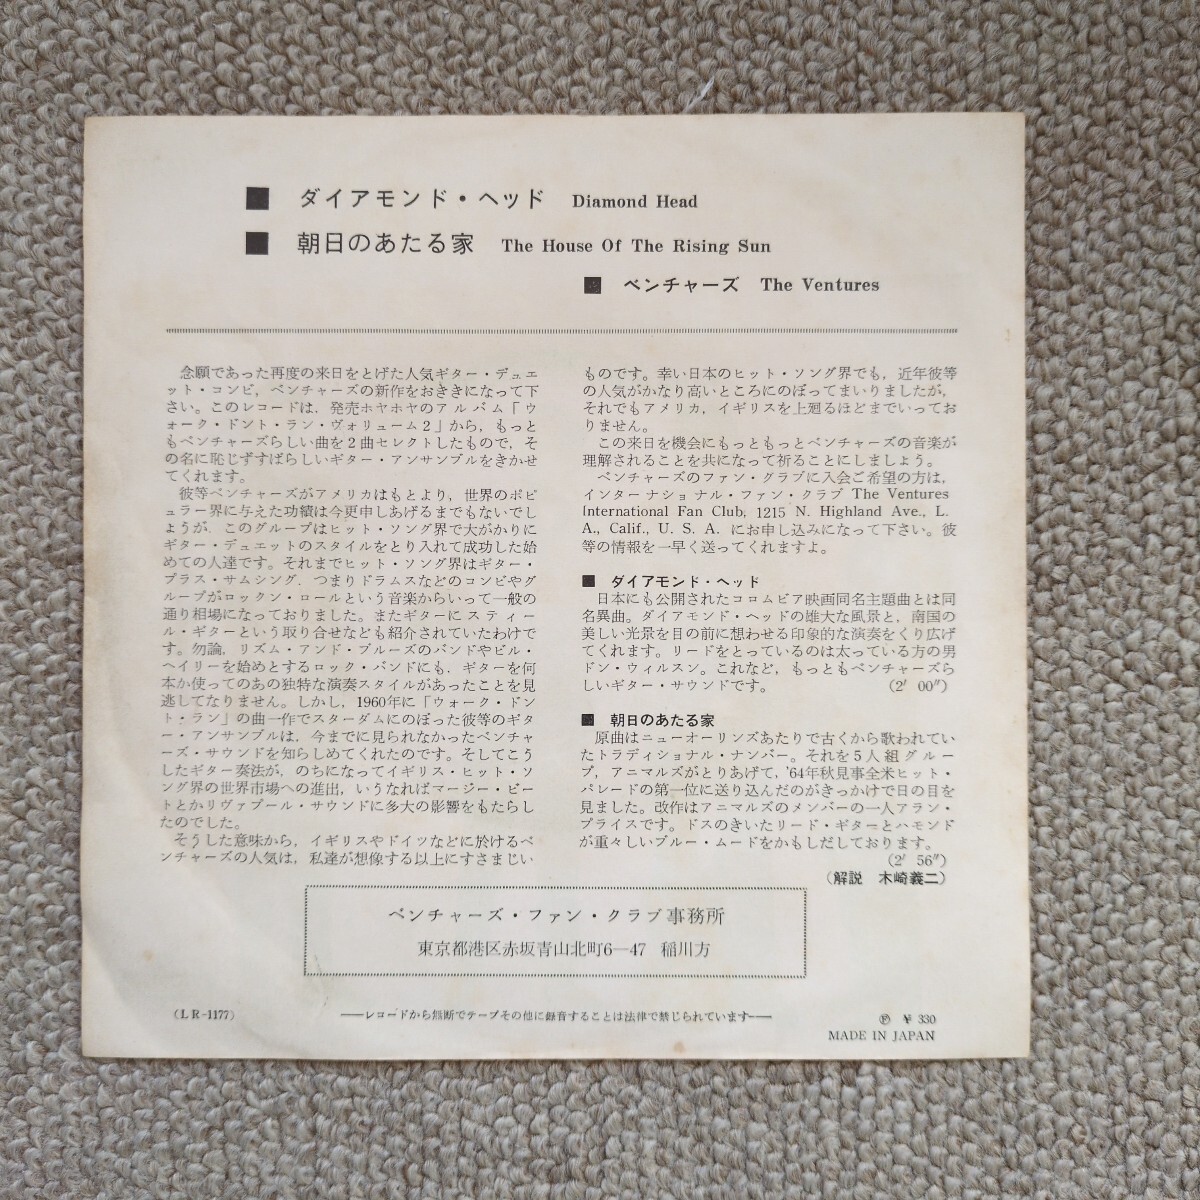 ■ ダイアモンド・ヘッド Diamond Head
■ 朝日のあたる家 The House Of The Rising Sun
■ ベンチャーズ The Ventures
念願であった再度の来日をとげた人気ギター・デュエ
ット・コンビ，ベンチャーズの新作をおききになって下
さい。このレコードは，発売ホヤホヤのアルバム「ウ
ォーク・ドント・ラン・ヴォリューム2」から，もっと
もベンチャーズらしい曲を2曲セレクトしたもので，そ
の名に恥じずすばらしいギター・アンサンブルをきかせ
てくれます。
彼等ベンチャーズがアメリカはもとより，世界のポピ
ュラー界に与えた功績は今更申しあげるまでもないでし
ょうが，このグループはヒット・ソング界で大がかりに
ギター・デュエットのスタイルをとり入れて成功した始
めての人達です。それまでヒット・ソング界はギター・
プラス・サムシング，つまりドラムスなどのコンビやグ
ループがロックン・ロールという音楽からいって一般の
通り相場になっておりました。またギターにスティー
ル・ギターという取り合せなども紹介されていたわけで
す。勿論，リズム・アンド・ブルーズのバンドやビル・
ヘイリーを始めとするロック・バンドにも，ギターを何
本か使ってのあの独特な演奏スタイルがあったことを見
逃してなりません。しかし，1960年に「ウォーク・ドン
ト・ラン」の曲一作でスターダムにのぼった彼等のギタ
ー・アンサンブルは，今までに見られなかったベンチャ
ーズ・サウンドを知らしめてくれたのです。そしてこう
したギター奏法が，のちになってイギリス・ヒット・ソ
ング界の世界市場への進出，いうなればマージー・ビー
トとかリヴァプール・サウンドに多大の影響をもたらし
たのでした。
そうした意味から，イギリスやドイツなどに於けるベ
ンチャーズの人気は，私達が想像する以上にすさまじい
ものです。幸い日本のヒット・ソング界でも，近年彼等
の人気がかなり高いところにのぼってまいりましたが，
それでもアメリカ，イギリスを上廻るほどまでいってお
りません。
この来日を機会にもっともっとベンチャーズの音楽が
理解されることを共になって祈ることにしましょう。
ベンチャーズのファン・グラブに入会ご希望の方は，
インターナショナル・ファン・クラブ The Ventures
International Fan Club, 1215 N. Highland Ave., L.
A., Calif., U. S. A. にお申し込みになって下さい。彼
等の情報を一早く送ってくれますよ。
■ ダイアモンド・ヘッド
日本にも公開されたコロムビア映画同名主題曲とは同
名異曲。ダイアモンド・ヘッドの雄大な風景と，南国の
美しい光景を目の前に想わせる印象的な演奏をくり広げ
てくれます。リードをとっているのは太っている方の男
ドン・ウィルスン。これなど，もっともベンチャーズら
しいギター・サウンドです。 (2′ 00″)
■ 朝日のあたる家
原曲はニューオーリンズあたりで古くから歌われてい
たトラディショナル・ナンバー。それを5人組グルー
プ，アニマルズがとりあげて，'64年秋見事全米ヒット・
パレードの第一位に送り込んだのがきっかけで日の目を
見ました。改作はアニマルズのメンバーの一人アラン・
プライスです。ドスのきいたリード・ギターとハモンド
が重々しいブルー・ムードをかもしだしております。
(2′ 56″)
(解説 木崎義二)
ベンチャーズ・ファン・クラブ事務所
東京都港区赤坂青山北町6―47 稲川方
(LR-1177)
――レコードから無断でテープその他に録音することは法律で禁じられています――
Ⓟ ¥ 330
MADE IN JAPAN